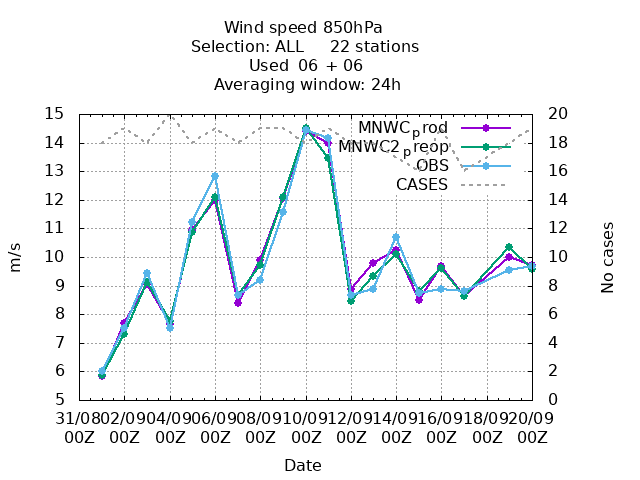 Wind speed 850hPa
Selection: ALL     22 stations
Used  06 + 06
Averaging window: 24h
15 20
14 18
13 16
12 14
11 12
10 10
9 8
8 6
7 4
6 2
5 0
MNWC_prod
MNWC2_preop
OBS
CASES
m/s
No cases
31/08 02/09 04/09 06/09 08/09 10/09 12/09 14/09 16/09 18/09 20/09
00Z 00Z 00Z 00Z 00Z 00Z 00Z 00Z 00Z 00Z 00Z
Date